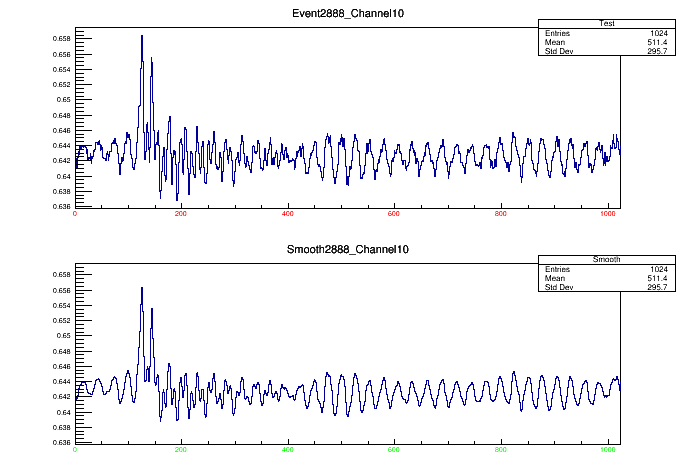 Event2888_Channel10
Test
Entries 1024
Mean 511.4
Std Dev 295.7
0.658
0.656
0.654
0.652
0.65
0.648
0.646
0.644
0.642
0.64
0.638
0.636
0 200 400 600 800 1000
Smooth2888_Channel10
Smooth
Entries 1024
Mean 511.4
Std Dev 295.7
0.658
0.656
0.654
0.652
0.65
0.648
0.646
0.644
0.642
0.64
0.638
0.636
0 200 400 600 800 1000